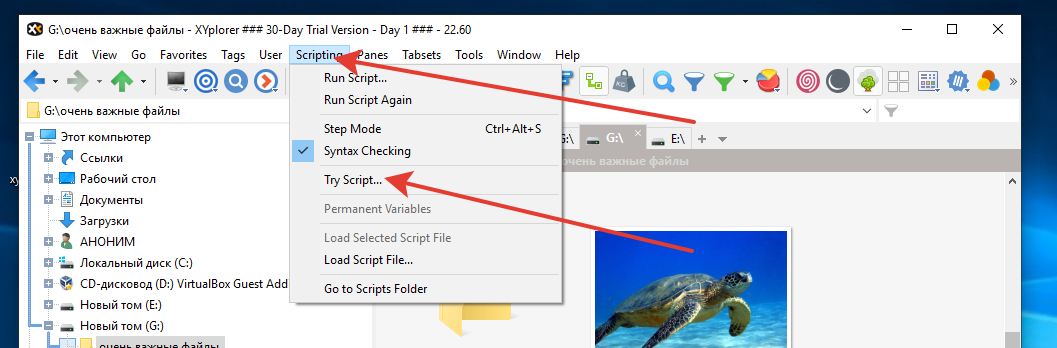 G:\очень важные файлы - XYplorer ### 30-Day Trial Version - Day 1 ### - 22.60
File Edit View Go Favorites Tags User Scripting Panes Tabsets Tools Window Help
Run Script...
Run Script Again
Step Mode Ctrl+Alt+S
Syntax Checking
Try Script...
Permanent Variables
Load Selected Script File
Load Script File...
Go to Scripts Folder
KG
G:\очень важные файлы
G:\ G:\ E:\
очень важные файлы
Этот компьютер
Ссылки
Рабочий стол
Документы
Загрузки
АНОНИМ
Локальный диск (C:)
CD-дисковод (D:) VirtualBox Guest Addi
Новый том (E:)
Новый том (G:)
очень важные файлы